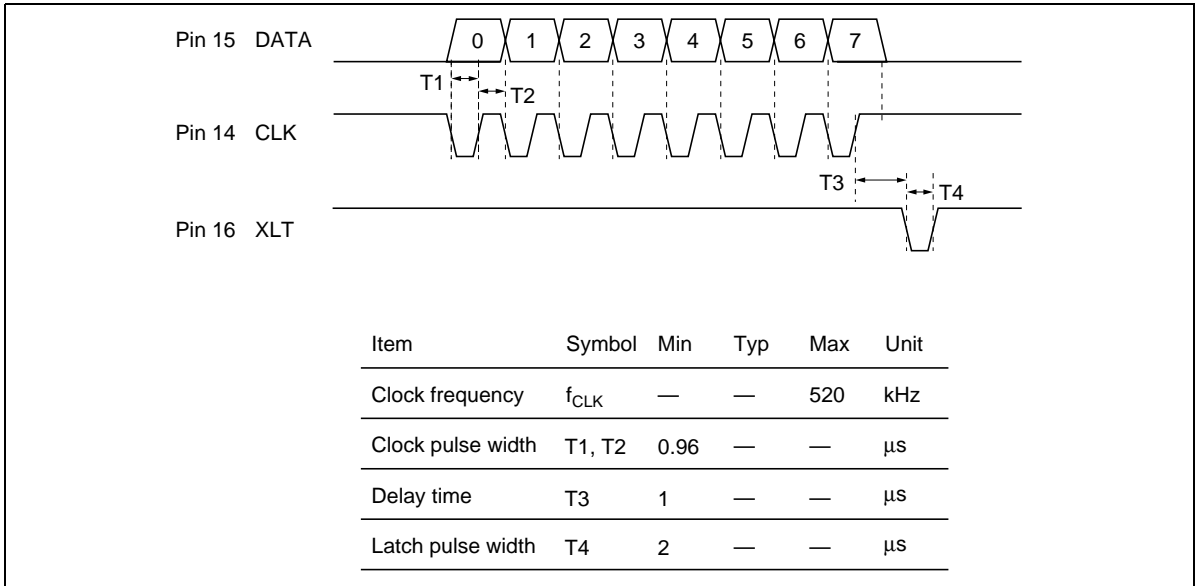 Pin 15 DATA
0 1 2 3 4 5 6 7
T1
T2
Pin 14 CLK
T3
T4
Pin 16 XLT
Item Symbol Min Typ Max Unit
Clock frequency fCLK — — 520 kHz
Clock pulse width T1, T2 0.96 — — μs
Delay time T3 1 — — μs
Latch pulse width T4 2 — — μs